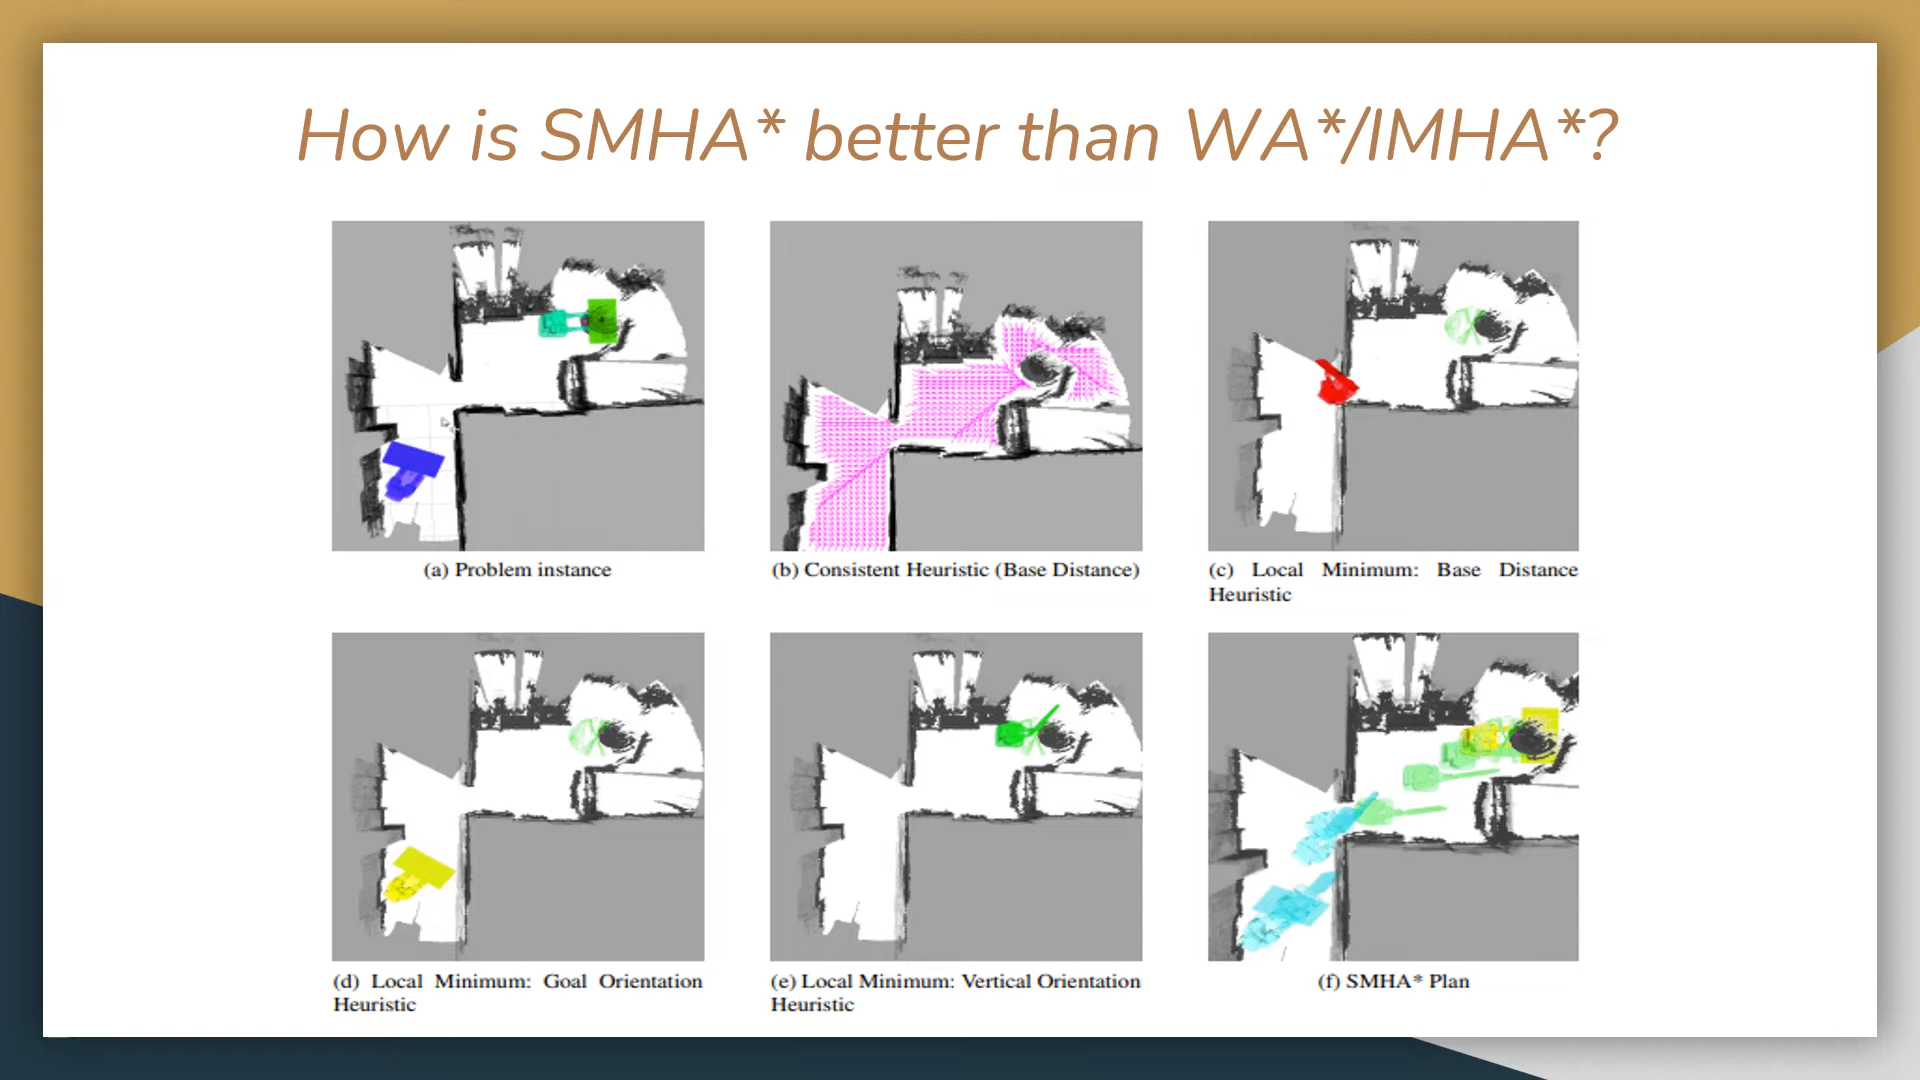 How is SMHA* better than WA*/IMHA*?
(a) Problem instance
(b) Consistent Heuristic (Base Distance)
(c) Local Minimum: Base Distance
Heuristic
(d) Local Minimum: Goal Orientation
Heuristic
(e) Local Minimum: Vertical Orientation
Heuristic
(f) SMHA* Plan